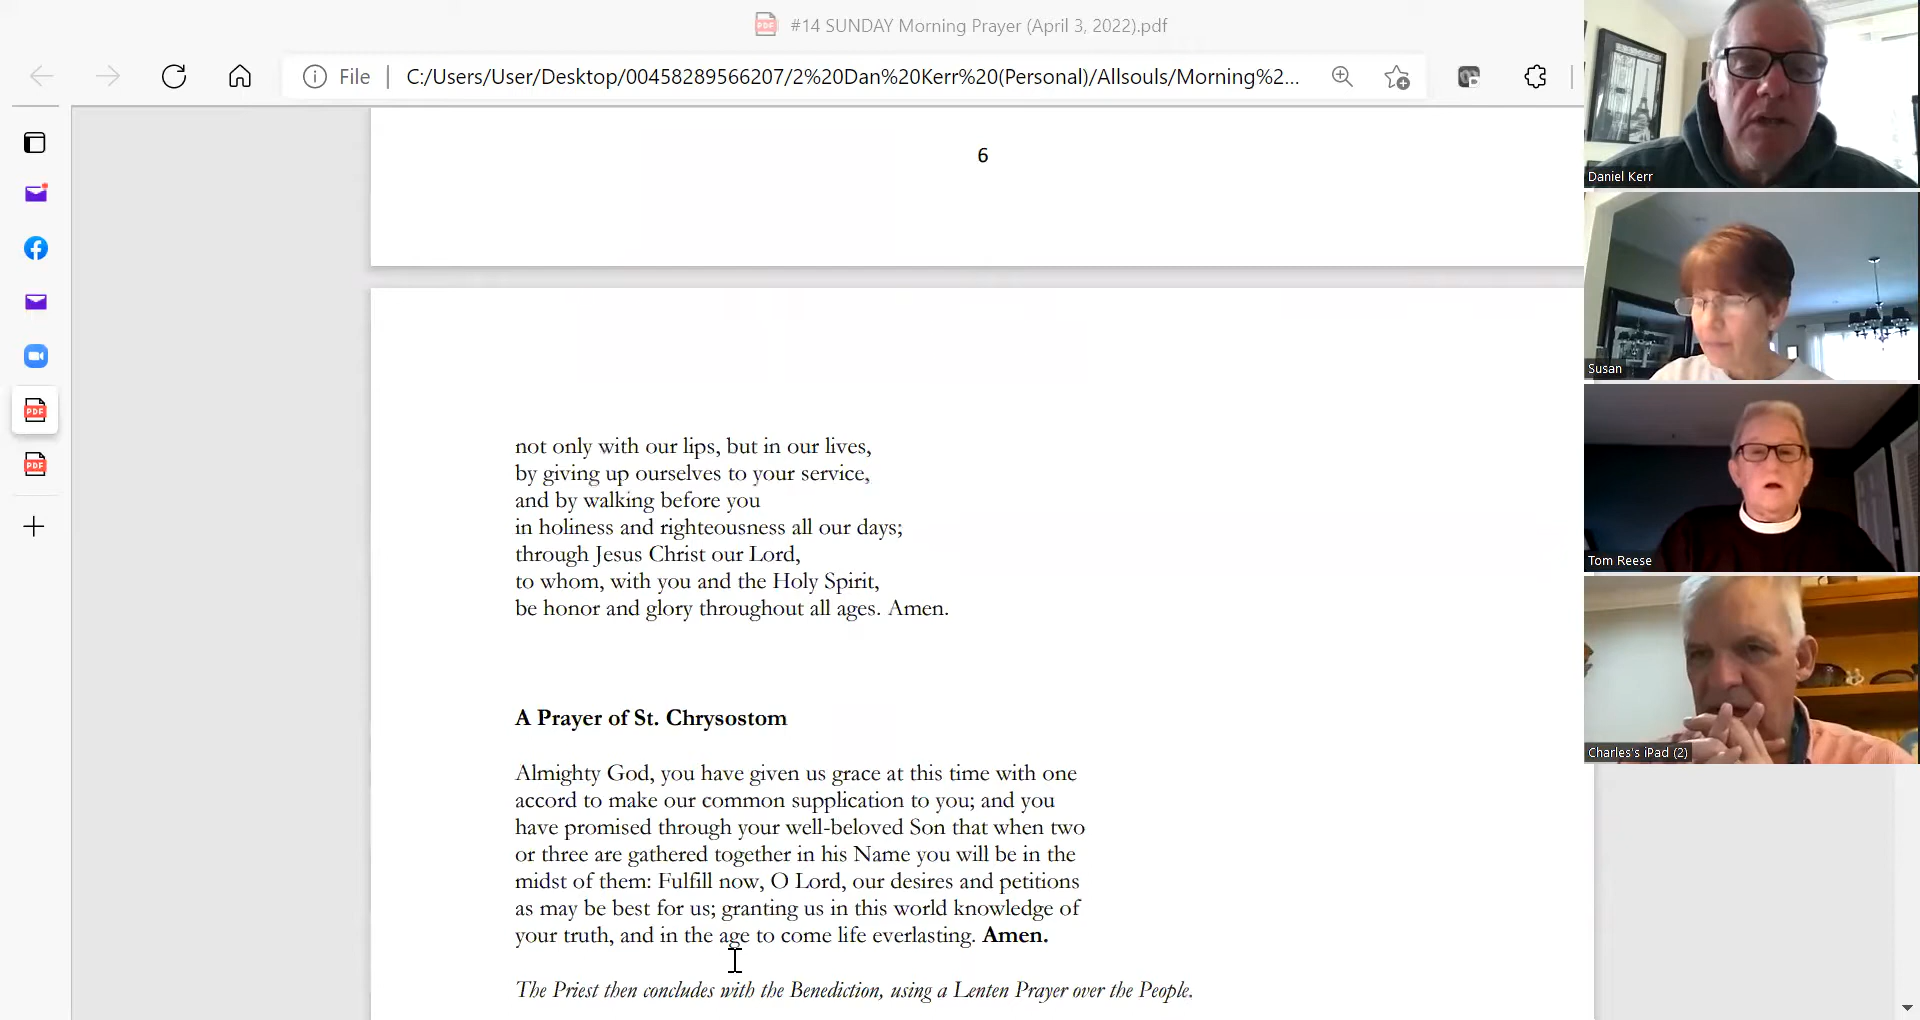 #14 SUNDAY Morning Prayer (April 3, 2022).pdf
File
C:/Users/User/Desktop/00458289566207/2%20Dan%20Kerr%20(Personal)/Allsouls/Morning%2...
6
not only with our lips, but in our lives,
by giving up ourselves to your service,
and by walking before you
in holiness and righteousness all our days;
through Jesus Christ our Lord,
to whom, with you and the Holy Spirit,
be honor and glory throughout all ages. Amen.
A Prayer of St. Chrysostom
Almighty God, you have given us grace at this time with one
accord to make our common supplication to you; and you
have promised through your well-beloved Son that when two
or three are gathered together in his Name you will be in the
midst of them: Fulfill now, O Lord, our desires and petitions
as may be best for us; granting us in this world knowledge of
your truth, and in the age to come life everlasting. Amen.
The Priest then concludes with the Benediction, using a Lenten Prayer over the People.
Daniel Kerr
Susan
Tom Reese
Charles's iPad (2)
PDF
PDF
PDF